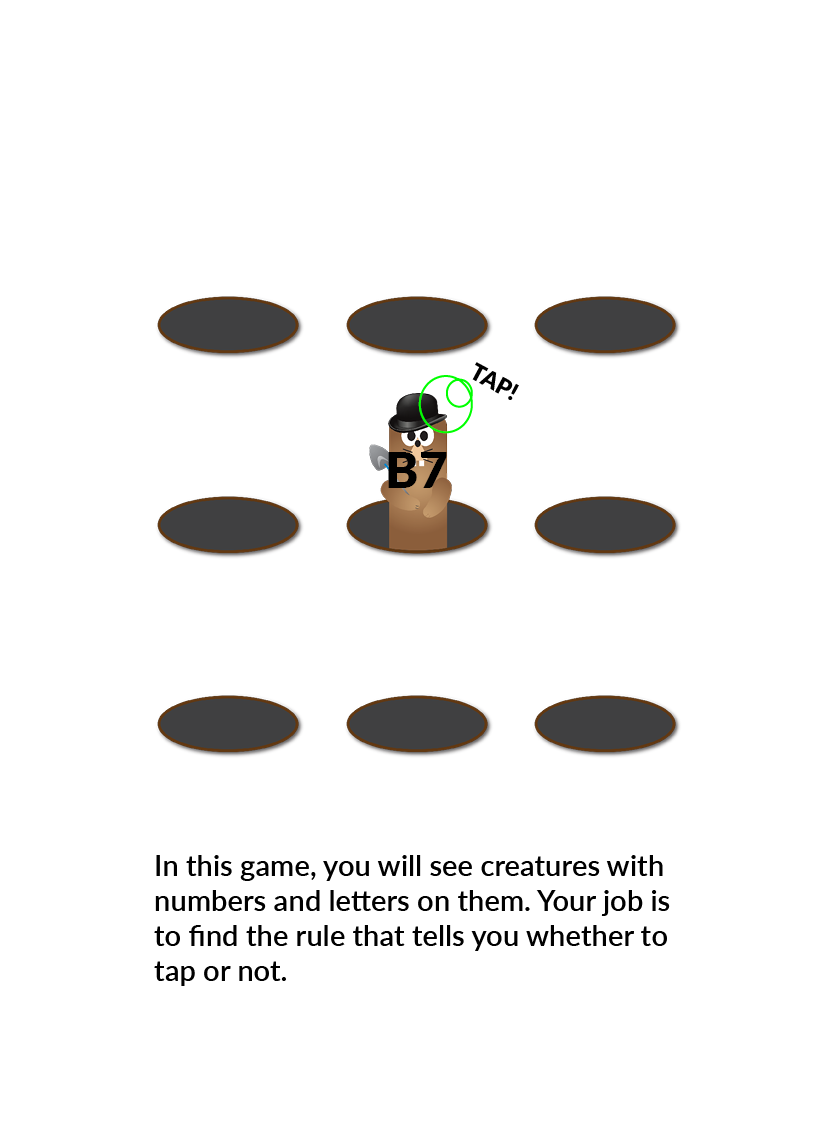 TAP!
B7
In this game, you will see creatures with
numbers and letters on them. Your job is
to find the rule that tells you whether to
tap or not.